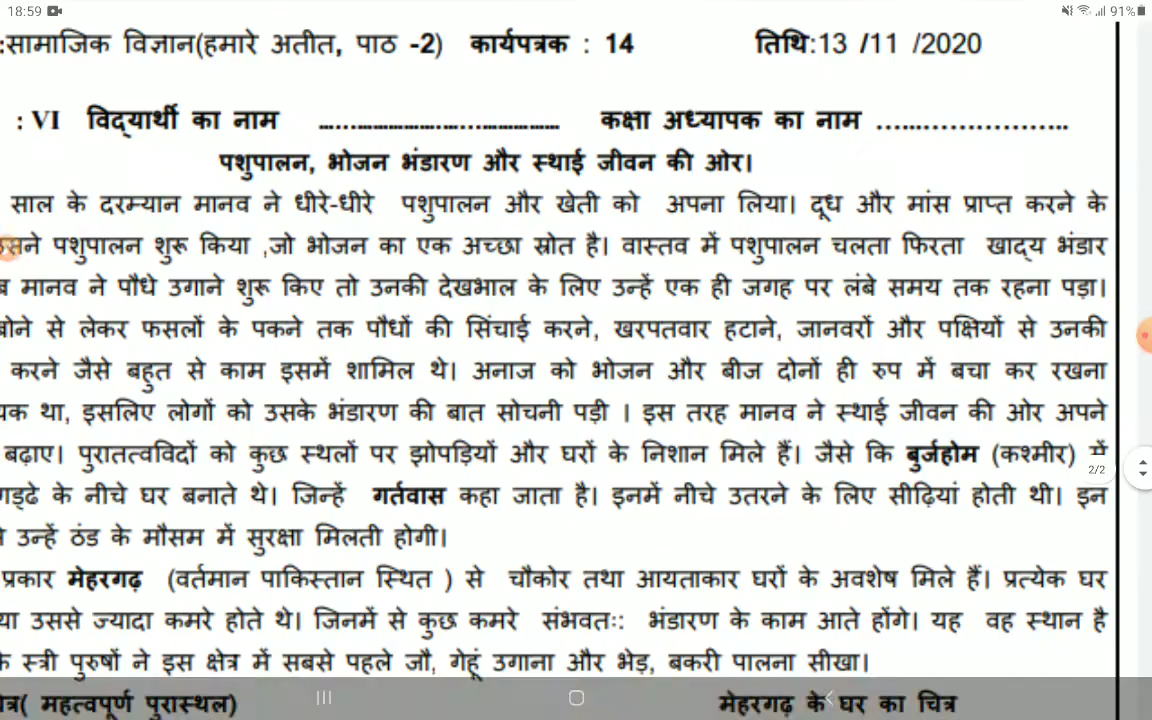 18:59 91%
:सामाजिक विज्ञान(हमारे अतीत, पाठ -2) कार्यपत्रक : 14 तिथि:13 /11 /2020
: VI विद्यार्थी का नाम ................................. कक्षा अध्यापक का नाम ........................
पशुपालन, भोजन भंडारण और स्थाई जीवन की ओर।
साल के दरम्यान मानव ने धीरे-धीरे पशुपालन और खेती को अपना लिया। दूध और मांस प्राप्त करने के
उसने पशुपालन शुरू किया ,जो भोजन का एक अच्छा स्रोत है। वास्तव में पशुपालन चलता फिरता खाद्य भंडार
मानव ने पौधे उगाने शुरू किए तो उनकी देखभाल के लिए उन्हें एक ही जगह पर लंबे समय तक रहना पड़ा।
बोने से लेकर फसलों के पकने तक पौधों की सिंचाई करने, खरपतवार हटाने, जानवरों और पक्षियों से उनकी
करने जैसे बहुत से काम इसमें शामिल थे। अनाज को भोजन और बीज दोनों ही रुप में बचा कर रखना
यक था, इसलिए लोगों को उसके भंडारण की बात सोचनी पड़ी । इस तरह मानव ने स्थाई जीवन की ओर अपने
बढ़ाए। पुरातत्वविदों को कुछ स्थलों पर झोपड़ियों और घरों के निशान मिले हैं। जैसे कि बुर्जहोम (कश्मीर) में
2/2
गड्ढे के नीचे घर बनाते थे। जिन्हें गर्तवास कहा जाता है। इनमें नीचे उतरने के लिए सीढ़ियां होती थी। इन
उन्हें ठंड के मौसम में सुरक्षा मिलती होगी।
प्रकार मेहरगढ़ (वर्तमान पाकिस्तान स्थित ) से चौकोर तथा आयताकार घरों के अवशेष मिले हैं। प्रत्येक घर
या उससे ज्यादा कमरे होते थे। जिनमें से कुछ कमरे संभवतः: भंडारण के काम आते होंगे। यह वह स्थान है
के स्त्री पुरुषों ने इस क्षेत्र में सबसे पहले जौ, गेहूं उगाना और भेड़, बकरी पालना सीखा।
त्र( महत्वपूर्ण पुरास्थल) मेहरगढ़ के घर का चित्र